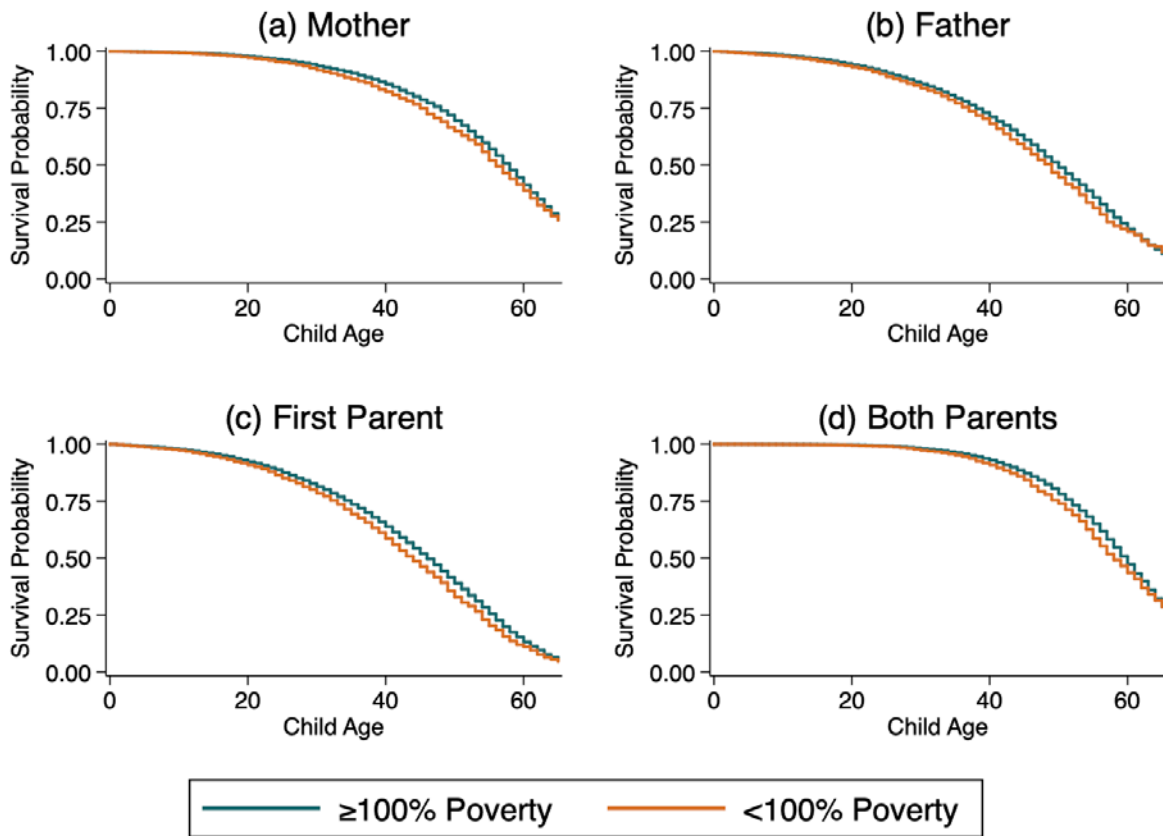 (a) Mother
1.00
0.75
0.50
0.25
0.00
Survival Probability
0 20 40 60
Child Age
(b) Father
1.00
0.75
0.50
0.25
0.00
Survival Probability
0 20 40 60
Child Age
(c) First Parent
1.00
0.75
0.50
0.25
0.00
Survival Probability
0 20 40 60
Child Age
(d) Both Parents
1.00
0.75
0.50
0.25
0.00
Survival Probability
0 20 40 60
Child Age
≥100% Poverty <100% Poverty